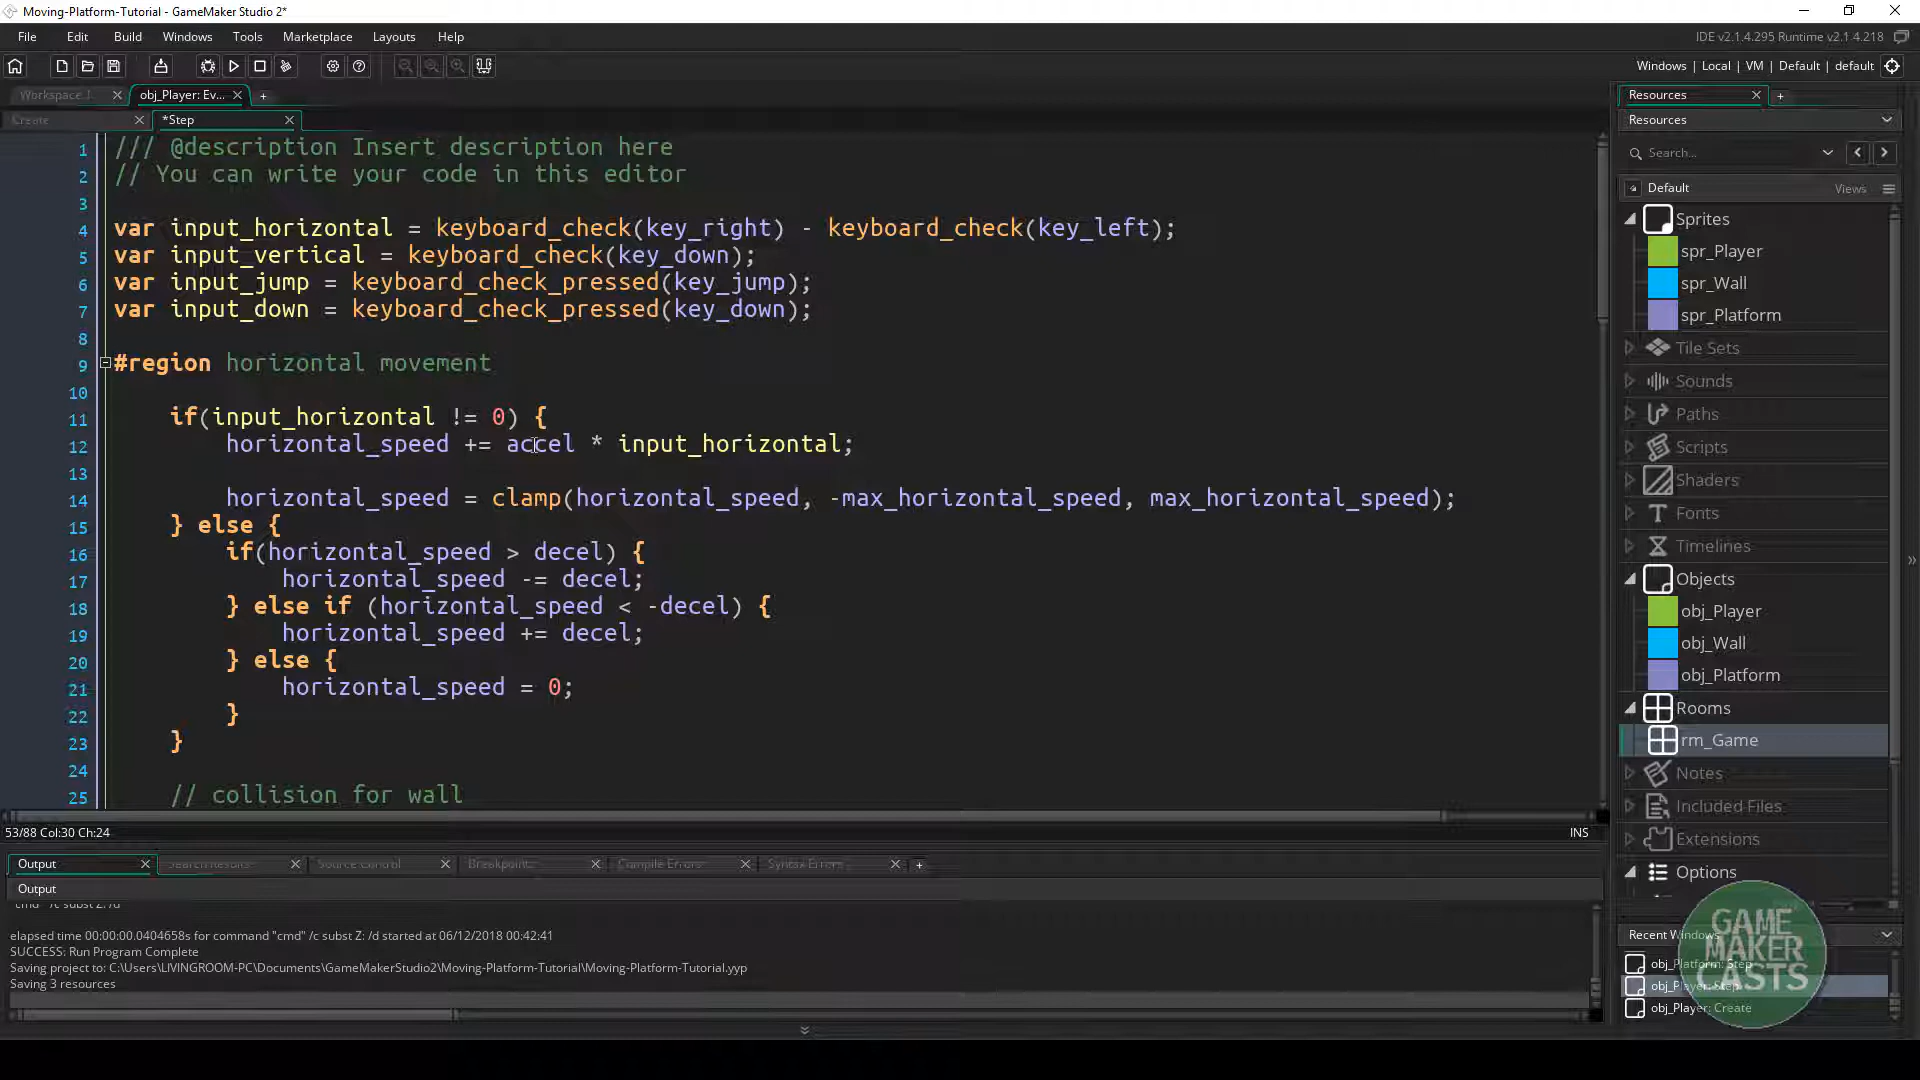 Moving-Platform-Tutorial - GameMaker Studio 2*
File Edit Build Windows Tools Marketplace Layouts Help
IDE v2.1.4.295 Runtime v2.1.4.218
Windows | Local | VM | Default | default
Workspace 1
obj_Player: Ev...
Create
*Step
1 /// @description Insert description here
2 // You can write your code in this editor
3
4 var input_horizontal = keyboard_check(key_right) - keyboard_check(key_left);
5 var input_vertical = keyboard_check(key_down);
6 var input_jump = keyboard_check_pressed(key_jump);
7 var input_down = keyboard_check_pressed(key_down);
8
9 #region horizontal movement
10
11 if(input_horizontal != 0) {
12 horizontal_speed += accel * input_horizontal;
13
14 horizontal_speed = clamp(horizontal_speed, -max_horizontal_speed, max_horizontal_speed);
15 } else {
16 if(horizontal_speed > decel) {
17 horizontal_speed -= decel;
18 } else if (horizontal_speed < -decel) {
19 horizontal_speed += decel;
20 } else {
21 horizontal_speed = 0;
22 }
23 }
24
25 // collision for wall
53/88 Col:30 Ch:24
INS
Output Search Results Source Control Breakpoint... Compile Errors Syntax Errors
Output
cmd" /c subst Z: /d
elapsed time 00:00:00.0404658s for command "cmd" /c subst Z: /d started at 06/12/2018 00:42:41
SUCCESS: Run Program Complete
Saving project to: C:\Users\LIVINGROOM-PC\Documents\GameMakerStudio2\Moving-Platform-Tutorial\Moving-Platform-Tutorial.yyp
Saving 3 resources
Resources
Resources
Search...
Default
Views
Sprites
spr_Player
spr_Wall
spr_Platform
Tile Sets
Sounds
Paths
Scripts
Shaders
Fonts
Timelines
Objects
obj_Player
obj_Wall
obj_Platform
Rooms
rm_Game
Notes
Included Files
Extensions
Options
Recent Windows
obj_Platform: Step
obj_Player: Step
obj_Player: Create
GAME
MAKER
CASTS